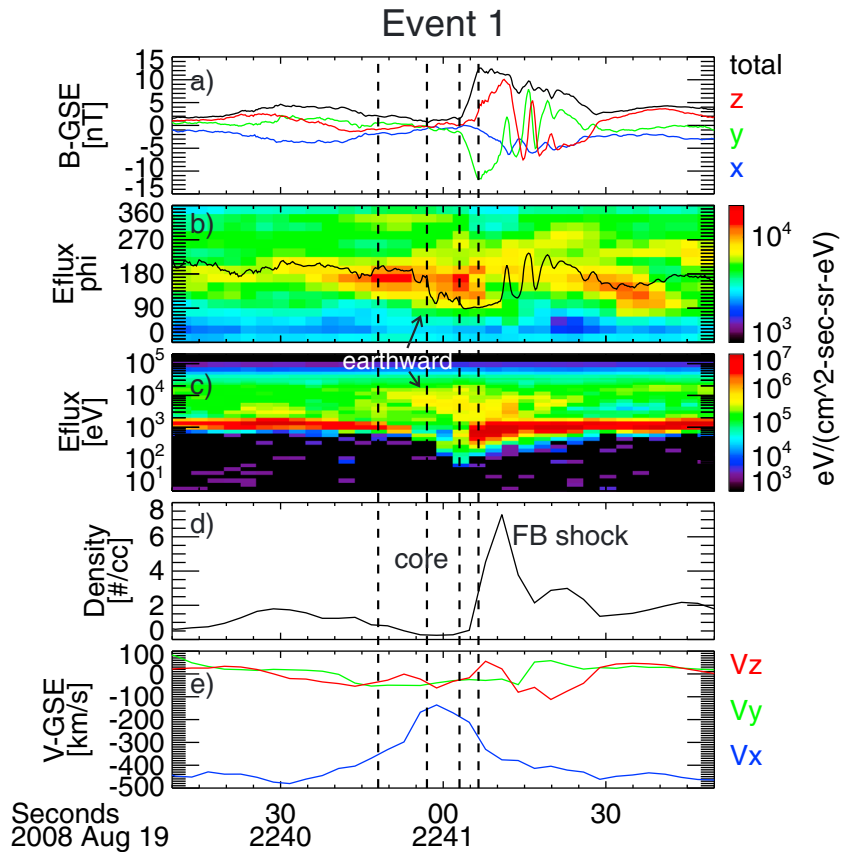 Event 1
15
10
5
0
-5
-10
-15
B-GSE
[nT]
a)
total
z
y
x
360
270
180
90
0
Eflux
phi
b)
10^4
10^3
earthward
10^5
10^4
10^3
10^2
10^1
Eflux
[eV]
c)
10^7
10^6
10^5
10^4
10^3
eV/(cm^2-sec-sr-eV)
8
6
4
2
0
Density
[#/cc]
d)
core
FB shock
100
0
-100
-200
-300
-400
-500
V-GSE
[km/s]
e)
Vz
Vy
Vx
Seconds 30 00 30
2008 Aug 19 2240 2241